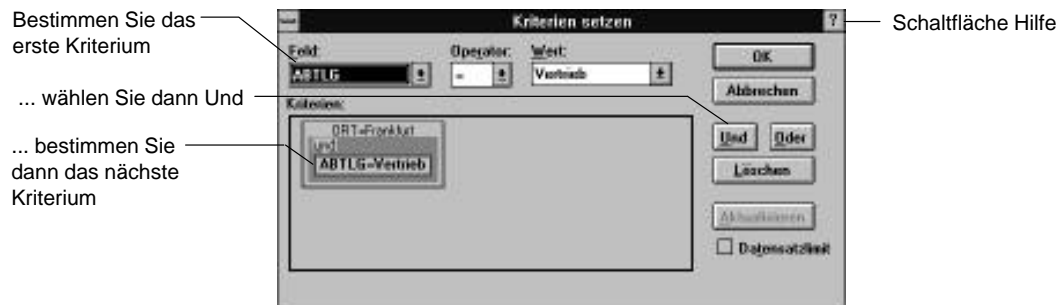 Bestimmen Sie das
erste Kriterium
... wählen Sie dann Und
... bestimmen Sie
dann das nächste
Kriterium
Kriterien setzen
?
Schaltfläche Hilfe
Feld:
Operator:
Wert:
ABTLG
=
Vertrieb
OK
Abbrechen
Kriterien:
ORT=Frankfurt
und
ABTLG=Vertrieb
Und
Oder
Löschen
Aktualisieren
Datensatzlimit